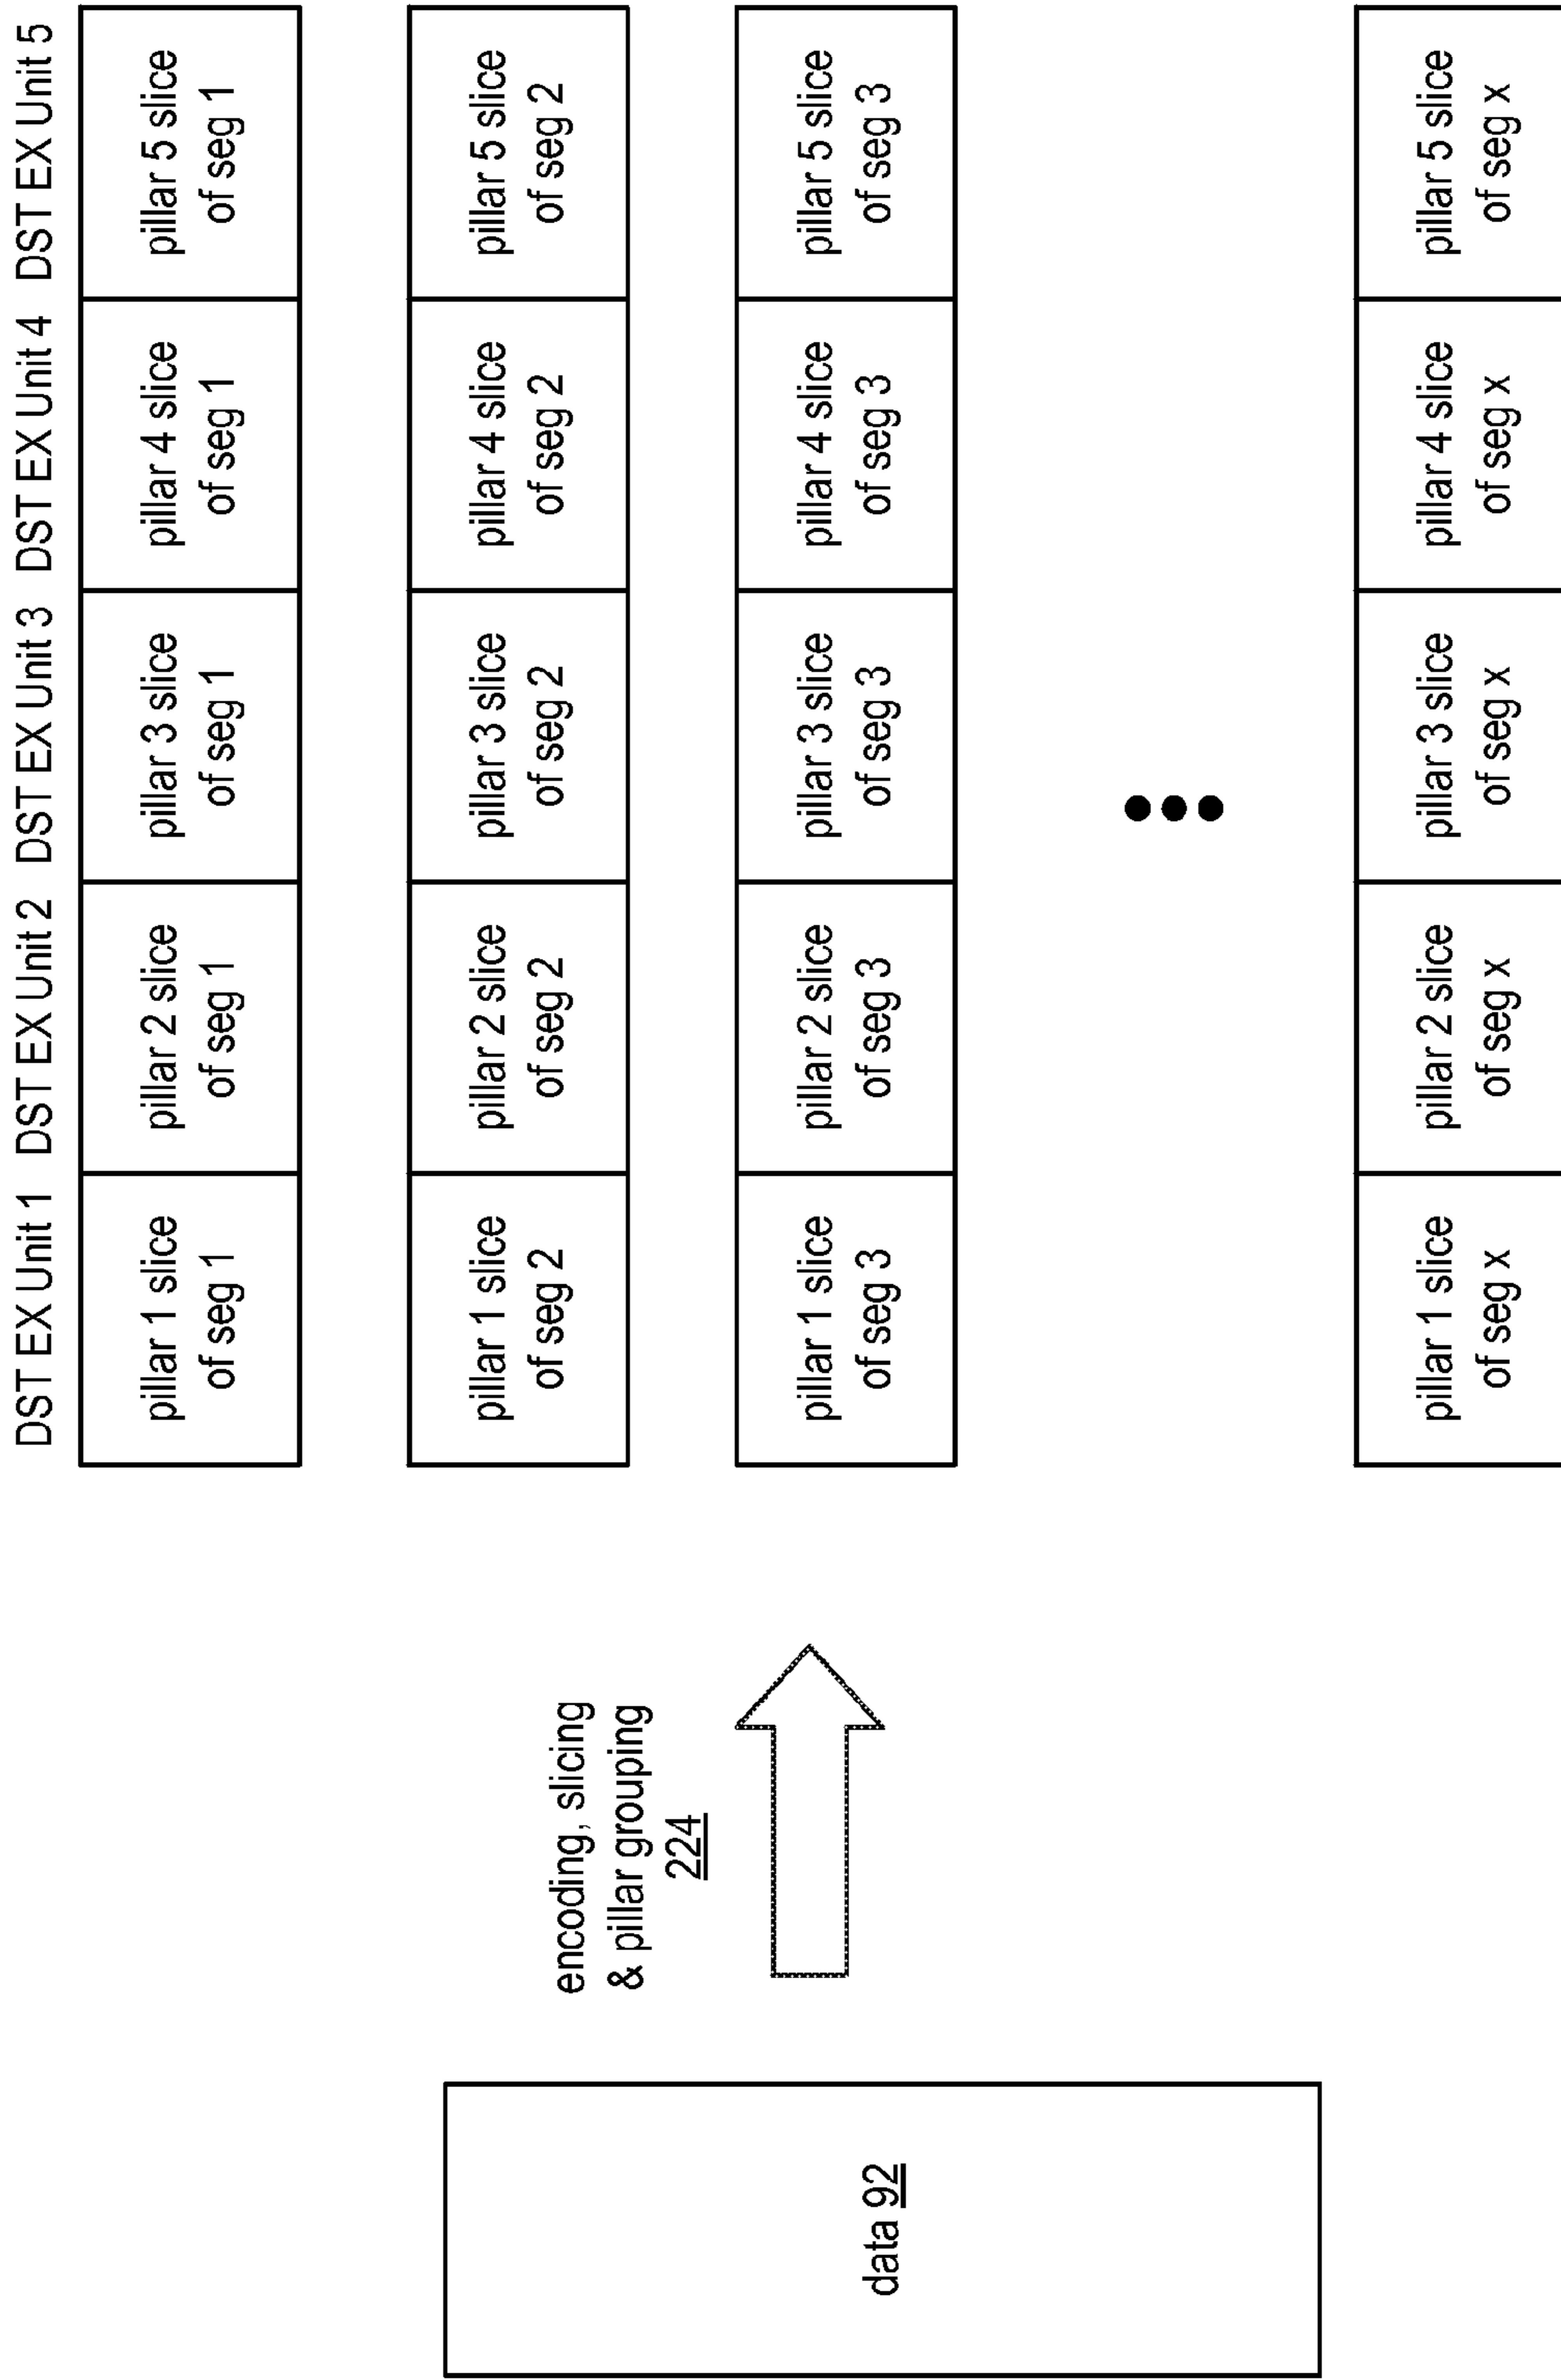 DST EX Unit 1 DST EX Unit 2 DST EX Unit 3 DST EX Unit 4 DST EX Unit 5
pillar 1 slice
of seg 1
pillar 2 slice
of seg 1
pillar 3 slice
of seg 1
pillar 4 slice
of seg 1
pillar 5 slice
of seg 1
pillar 1 slice
of seg 2
pillar 2 slice
of seg 2
pillar 3 slice
of seg 2
pillar 4 slice
of seg 2
pillar 5 slice
of seg 2
pillar 1 slice
of seg 3
pillar 2 slice
of seg 3
pillar 3 slice
of seg 3
pillar 4 slice
of seg 3
pillar 5 slice
of seg 3
pillar 1 slice
of seg x
pillar 2 slice
of seg x
pillar 3 slice
of seg x
pillar 4 slice
of seg x
pillar 5 slice
of seg x
encoding, slicing
& pillar grouping
224
data 92